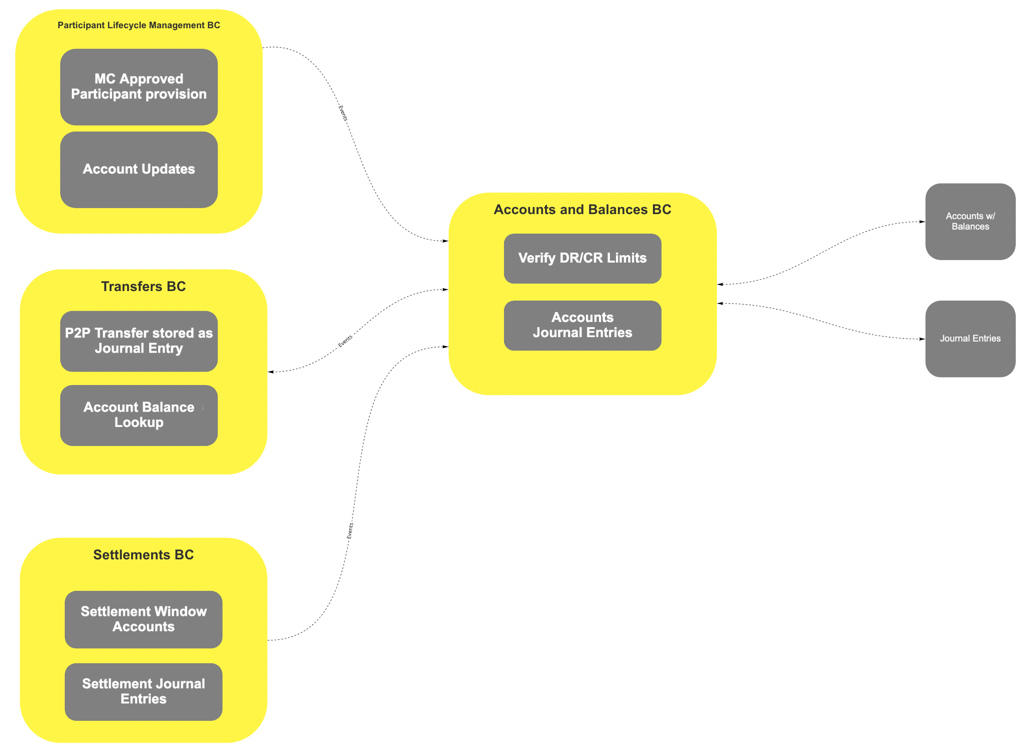 Participant Lifecycle Management BC
MC Approved
Participant provision
Account Updates
Events
Transfers BC
P2P Transfer stored as
Journal Entry
Account Balance
Lookup
Events
Settlements BC
Settlement Window
Accounts
Settlement Journal
Entries
Events
Accounts and Balances BC
Verify DR/CR Limits
Accounts
Journal Entries
Accounts w/
Balances
Journal Entries